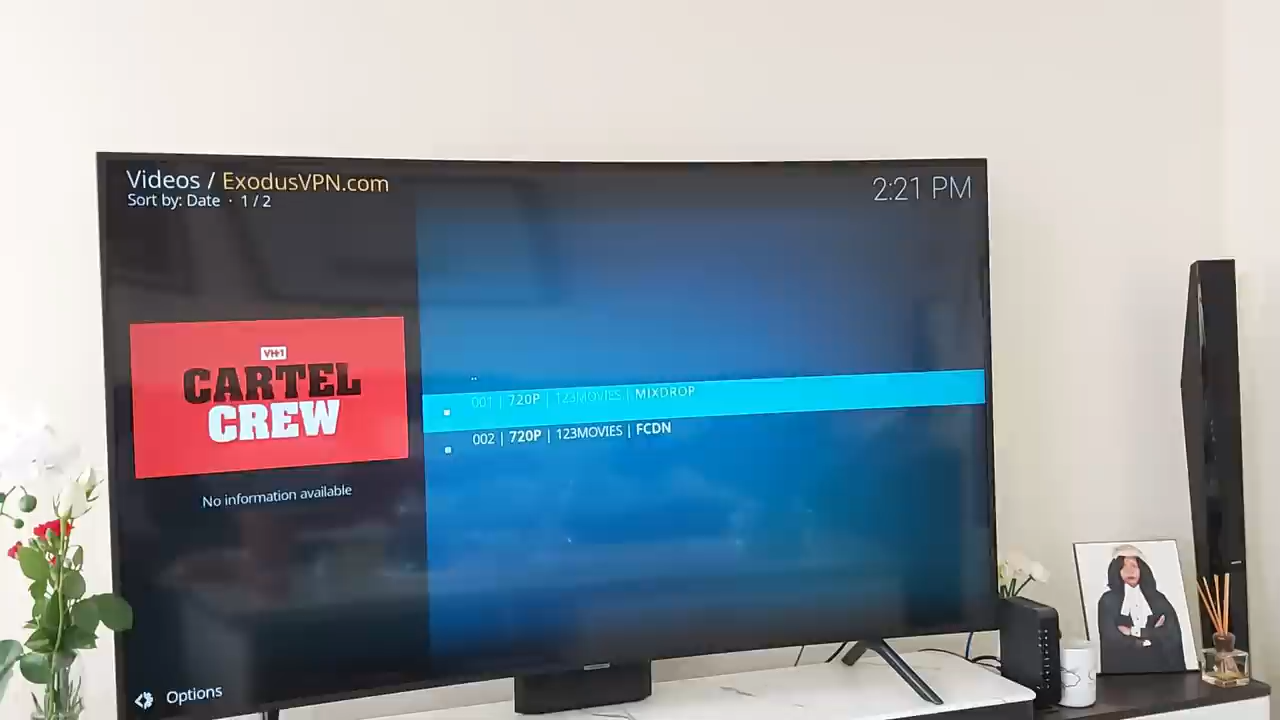 Videos / ExodusVPN.com
Sort by: Date · 1 / 2
2:21 PM
VH1
CARTEL
CREW
No information available
..
001 | 720P | 123MOVIES | MIXDROP
002 | 720P | 123MOVIES | FCDN
Options